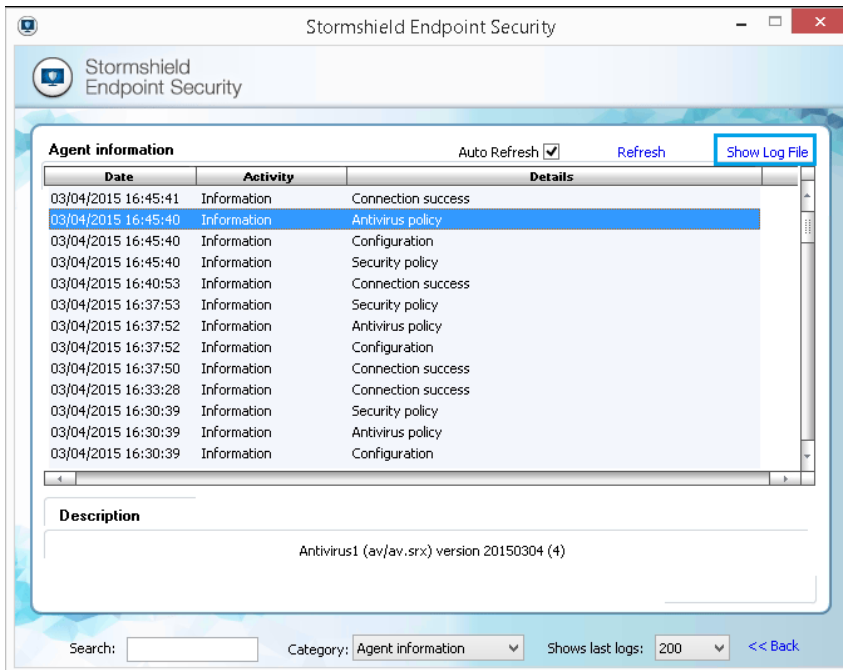 Stormshield Endpoint Security
Stormshield
Endpoint Security
Agent information Auto Refresh Refresh Show Log File
Date Activity Details
03/04/2015 16:45:41 Information Connection success
03/04/2015 16:45:40 Information Antivirus policy
03/04/2015 16:45:40 Information Configuration
03/04/2015 16:45:40 Information Security policy
03/04/2015 16:40:53 Information Connection success
03/04/2015 16:37:53 Information Security policy
03/04/2015 16:37:52 Information Antivirus policy
03/04/2015 16:37:52 Information Configuration
03/04/2015 16:37:50 Information Connection success
03/04/2015 16:33:28 Information Connection success
03/04/2015 16:30:39 Information Security policy
03/04/2015 16:30:39 Information Antivirus policy
03/04/2015 16:30:39 Information Configuration
Description
Antivirus1 (av/av.srx) version 20150304 (4)
Search: Category: Agent information Shows last logs: 200 << Back